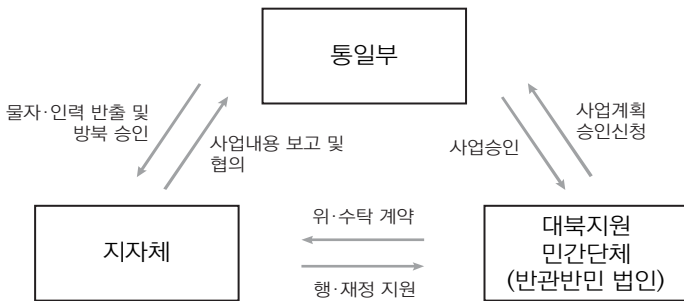 통일부
물자·인력 반출 및
방북 승인
사업내용 보고 및
협의
사업승인
사업계획
승인신청
지자체
위·수탁 계약
행·재정 지원
대북지원
민간단체
(반관반민 법인)